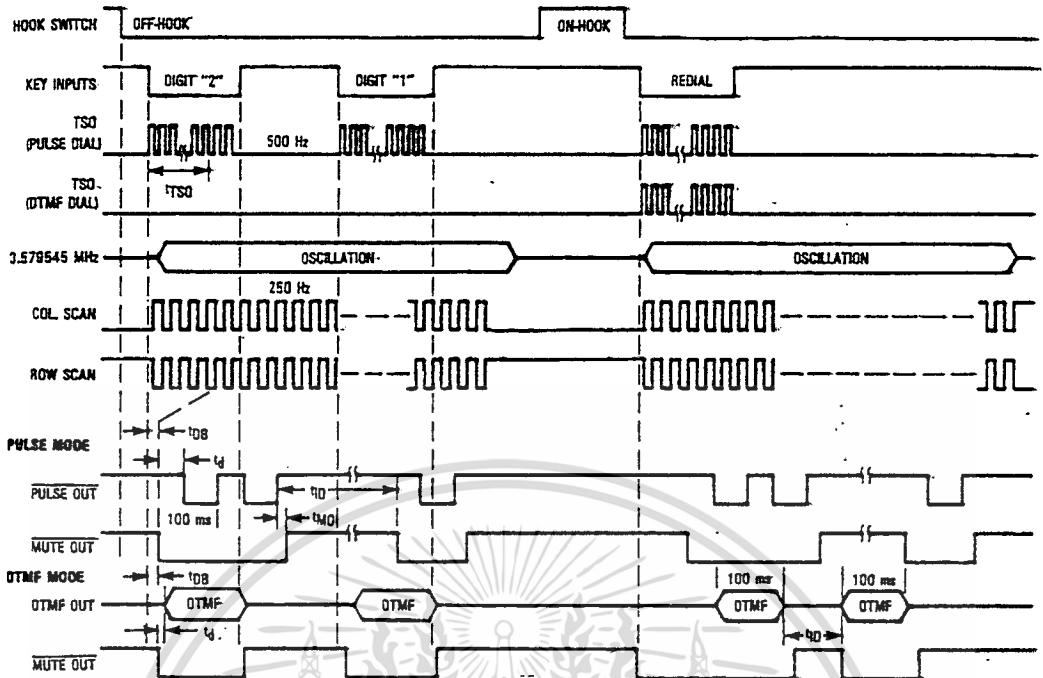 HOOK SWITCH OFF-HOOK ON-HOOK
KEY INPUTS DIGIT "2" DIGIT "1" REDIAL
TSO
(PULSE DIAL) 500 Hz
tTSO
TSO
(DTMF DIAL)
3.579545 MHz OSCILLATION OSCILLATION
250 Hz
COL. SCAN
ROW SCAN
tDB
PULSE MODE
td
PULSE OUT
tID
100 ms tMO
MUTE OUT
DTMF MODE tDB 100 ms 100 ms
DTMF OUT DTMF DTMF DTMF DTMF
td tID
MUTE OUT